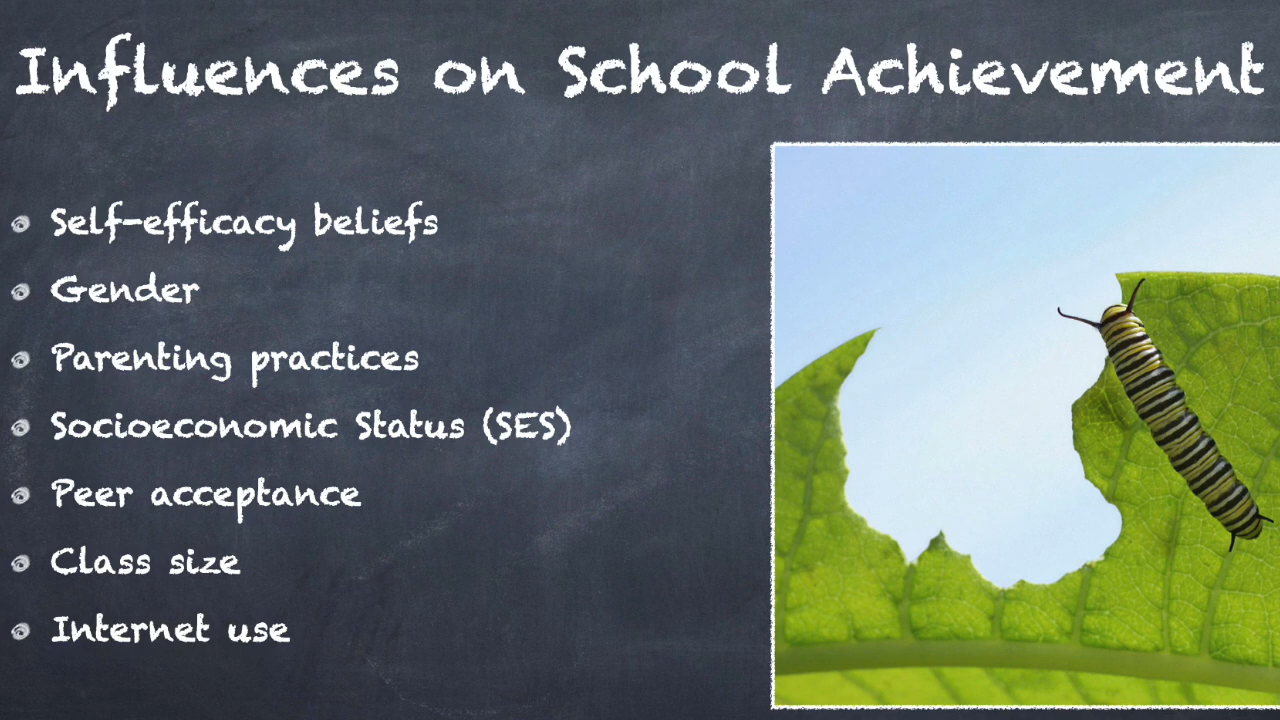 Influences on School Achievement
Self-efficacy beliefs
Gender
Parenting practices
Socioeconomic Status (SES)
Peer acceptance
Class size
Internet use